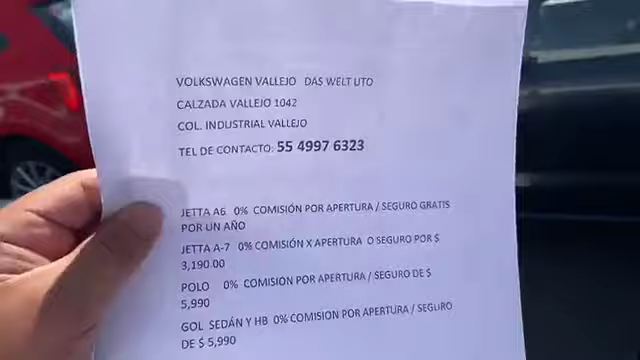 VOLKSWAGEN VALLEJO DAS WELT UTO
CALZADA VALLEJO 1042
COL. INDUSTRIAL VALLEJO
TEL DE CONTACTO: 55 4997 6323
JETTA A6 0% COMISIÓN POR APERTURA / SEGURO GRATIS
POR UN AÑO
JETTA A-7 0% COMISIÓN X APERTURA O SEGURO POR $
3,190.00
POLO 0% COMISION POR APERTURA / SEGURO DE $
5,990
GOL SEDÁN Y HB 0% COMISION POR APERTURA / SEGURO
DE $ 5,990